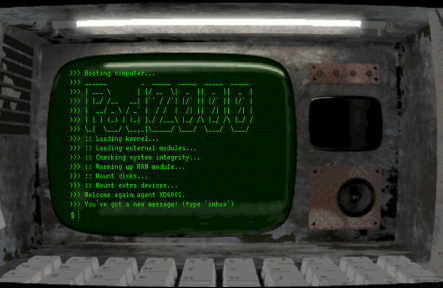 >>> Booting computer...
>>> :: Loading kernel...
>>> :: Loading external modules...
>>> :: Checking system integrity...
>>> :: Warming up RAM module...
>>> :: Mount disks...
>>> :: Mount extra devices...
>>> Welcome again agent XD6001.
>>> You've got a new message! (type `inbox`)
$